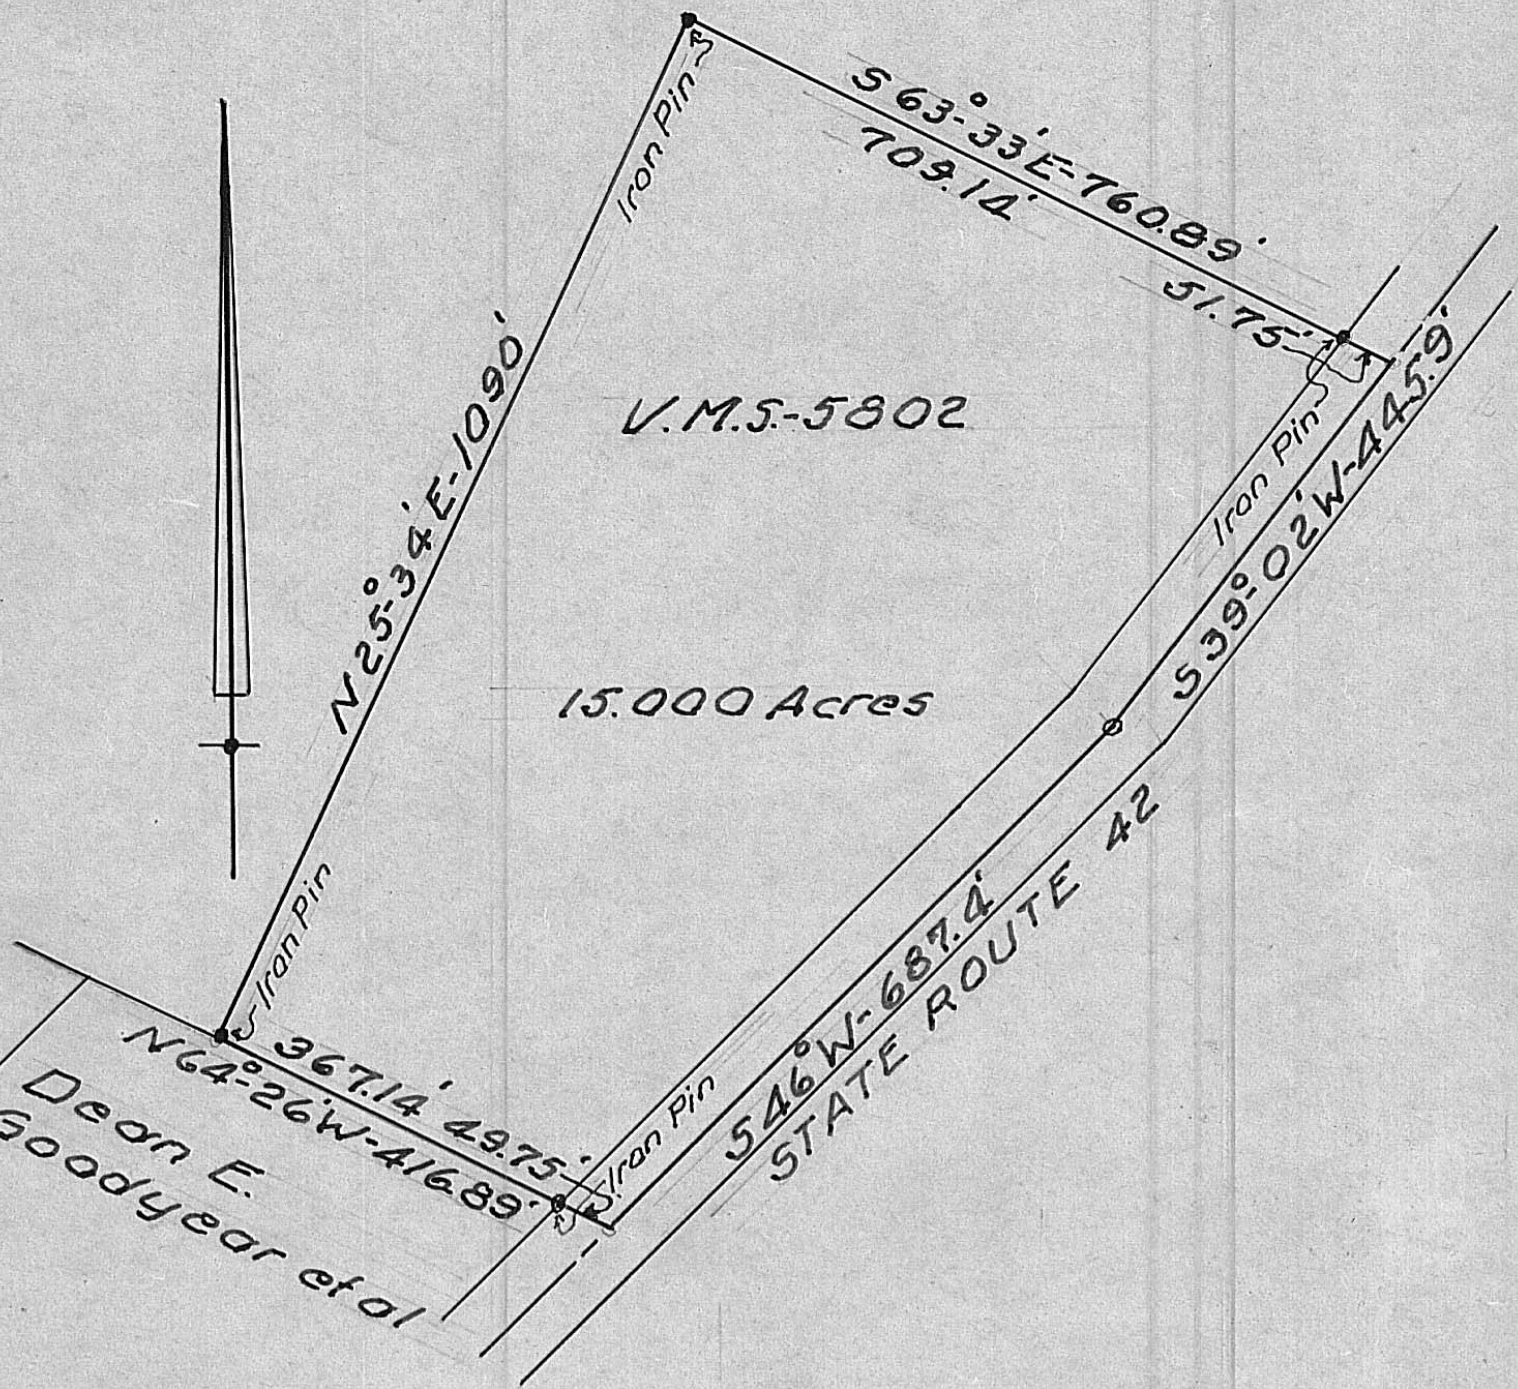 S 63°-33' E-760.89'
709.14'
51.75'
Iron Pin
N 25°-34' E-1090'
V.M.S.-5802
15.000 Acres
Iron Pin
S 39°-02' W-445.9'
S 46° W-687.4'
STATE ROUTE 42
Iron Pin
367.14' 49.75'
N 64°-26' W-416.89'
Iron Pin
Dean E.
Goodyear et al